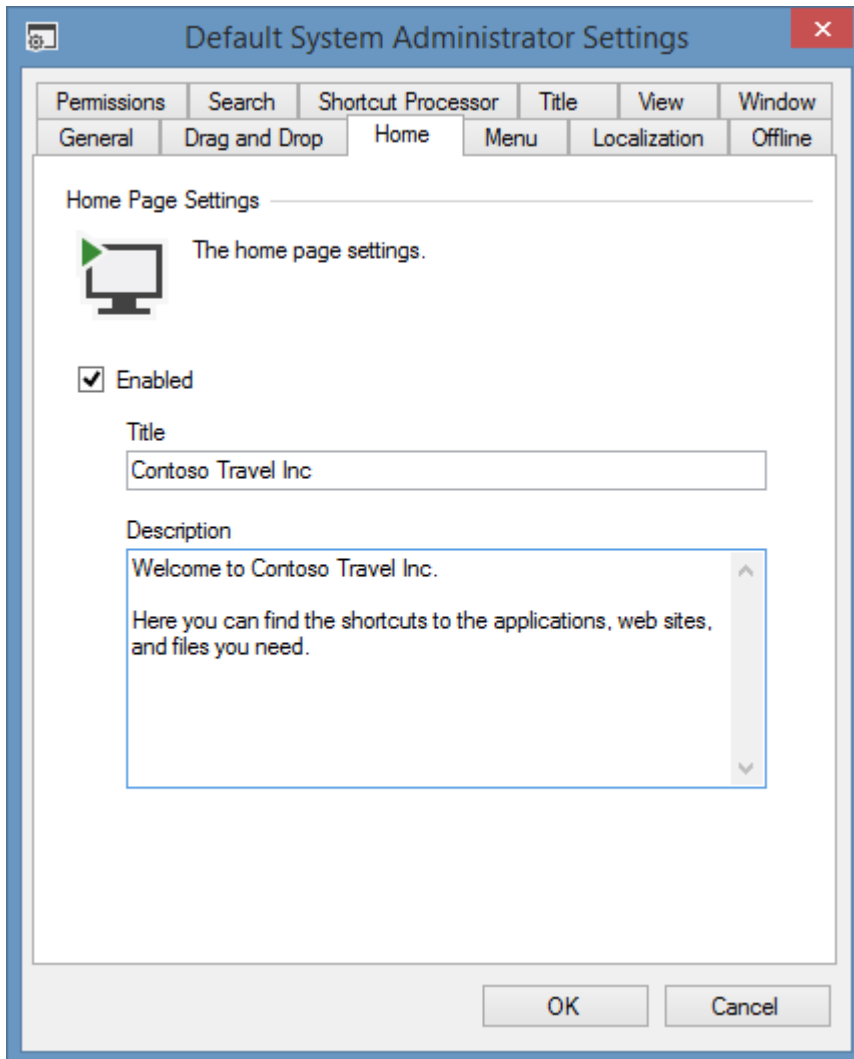 Default System Administrator Settings
Permissions Search Shortcut Processor Title View Window
General Drag and Drop Home Menu Localization Offline
Home Page Settings
The home page settings.
Enabled
Title
Contoso Travel Inc
Description
Welcome to Contoso Travel Inc.
Here you can find the shortcuts to the applications, web sites,
and files you need.
OK Cancel